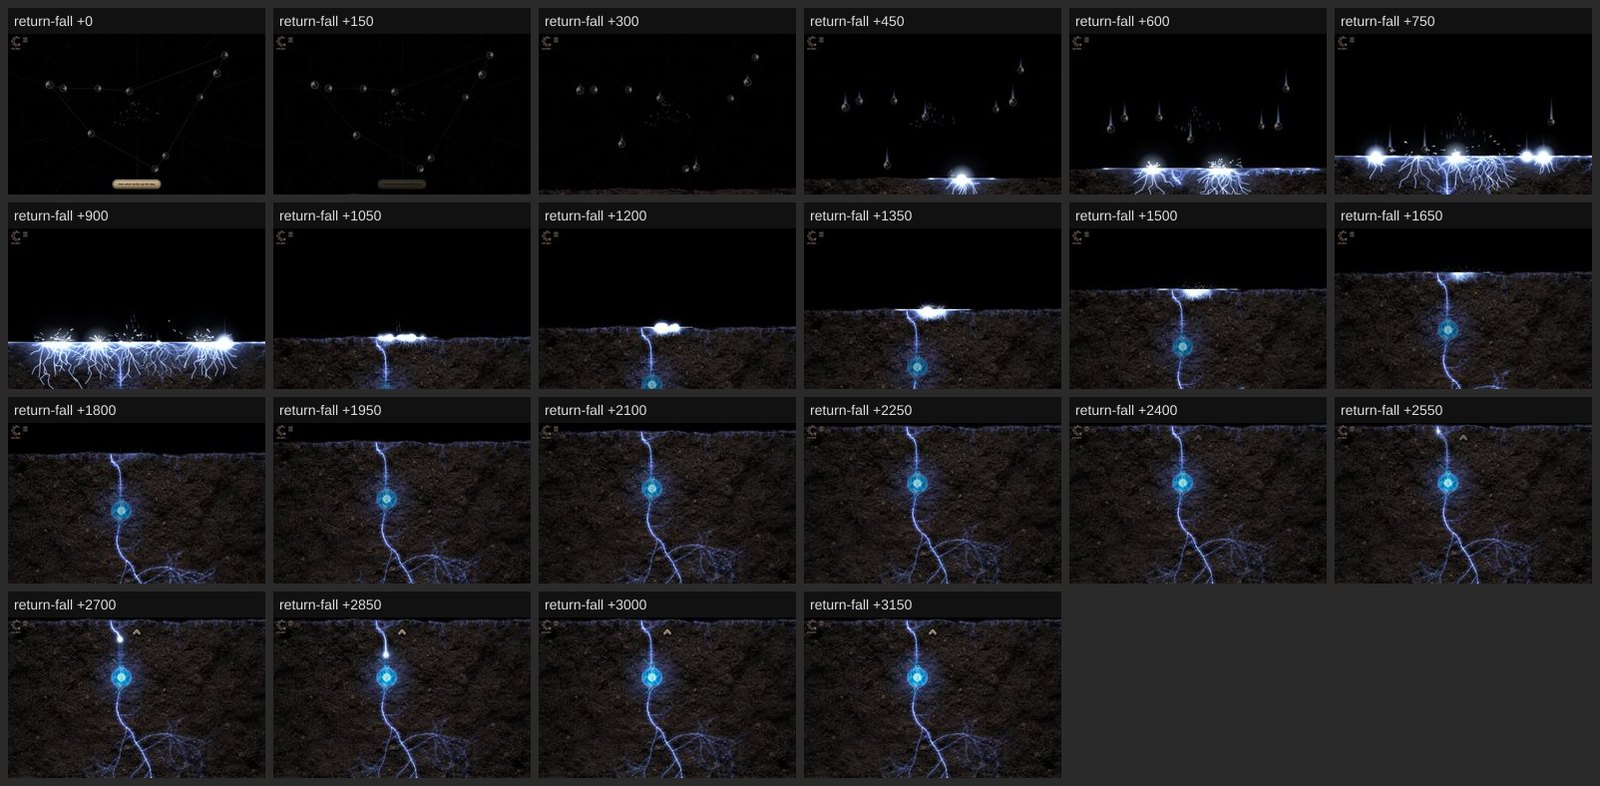 return-fall +0
return-fall +150
return-fall +300
return-fall +450
return-fall +600
return-fall +750
return-fall +900
return-fall +1050
return-fall +1200
return-fall +1350
return-fall +1500
return-fall +1650
return-fall +1800
return-fall +1950
return-fall +2100
return-fall +2250
return-fall +2400
return-fall +2550
return-fall +2700
return-fall +2850
return-fall +3000
return-fall +3150